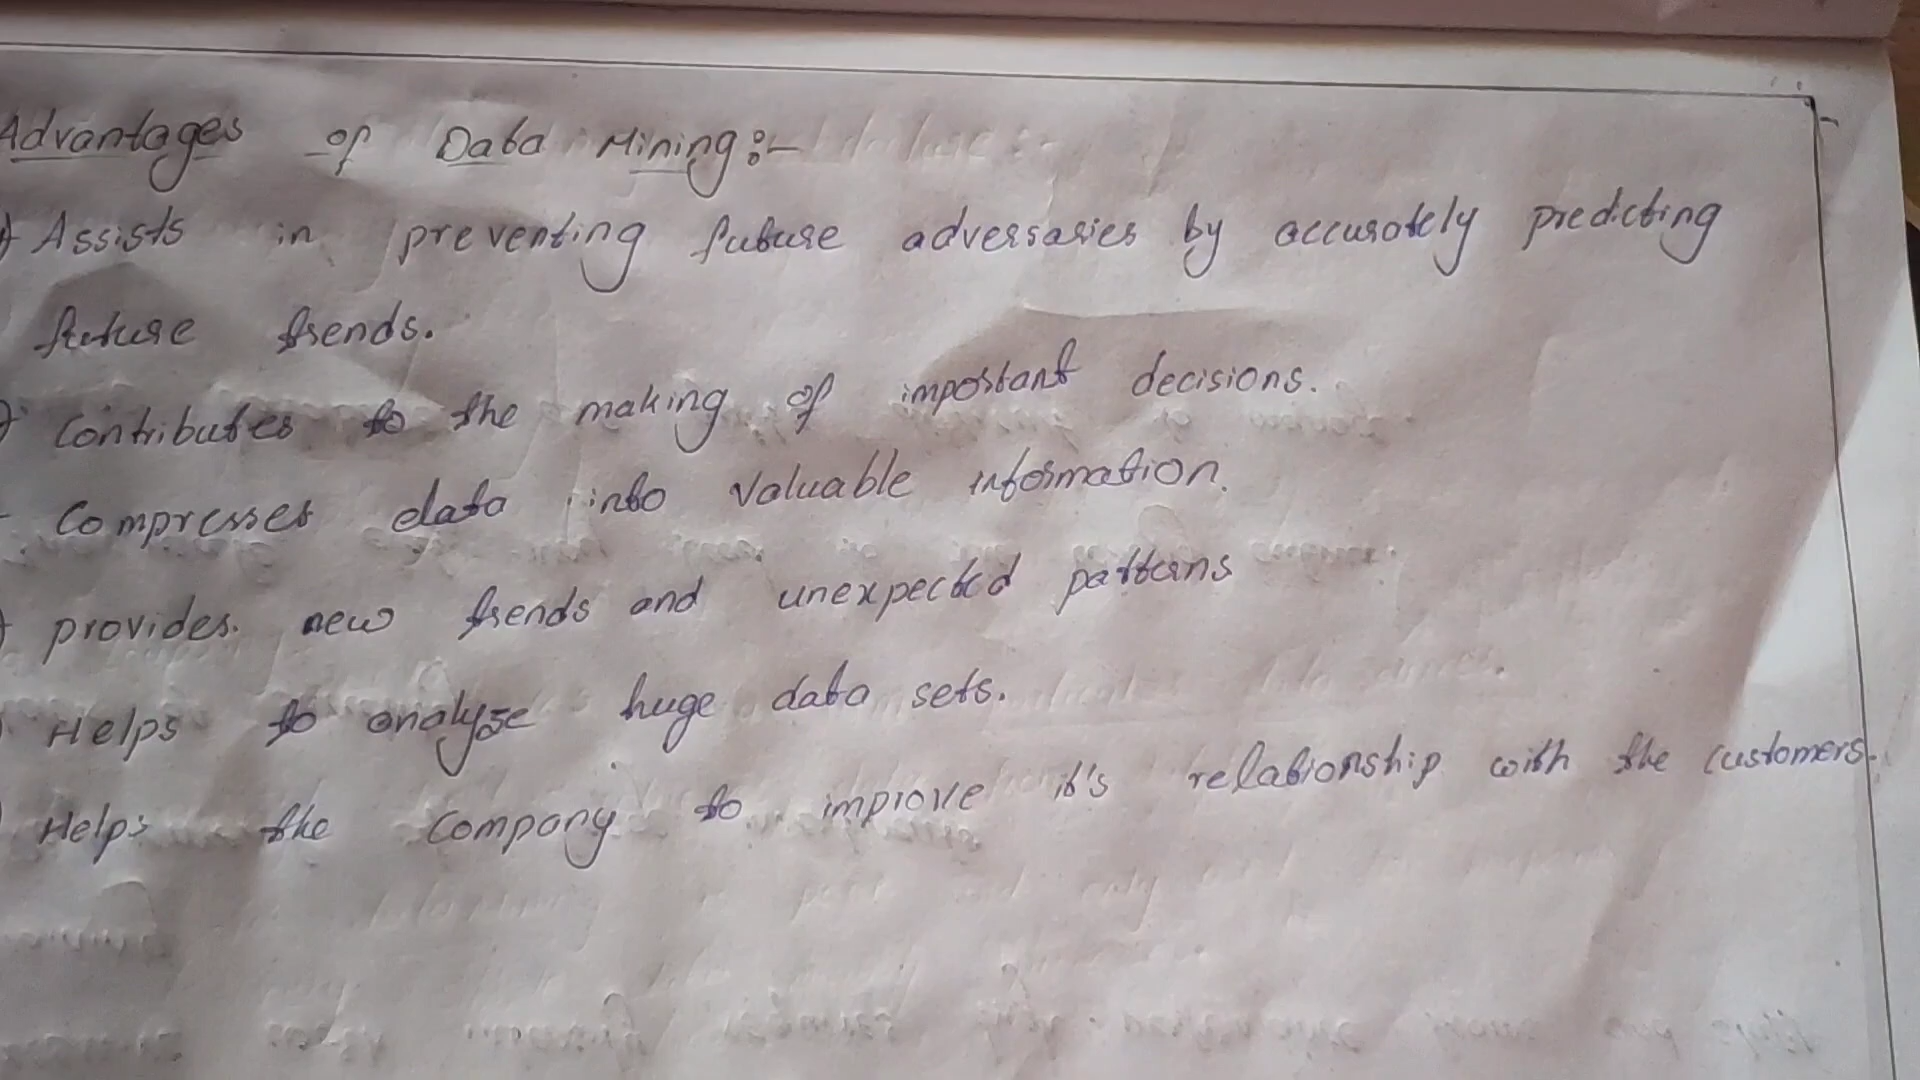 Advantages of Data Mining:-
Assists in preventing future adversaries by accurately predicting
future trends.
Contributes to the making of important decisions.
Compresses data into valuable information.
provides. new trends and unexpected patterns
Helps to analyze huge data sets.
Helps the company to improve it's relationship with the customers.